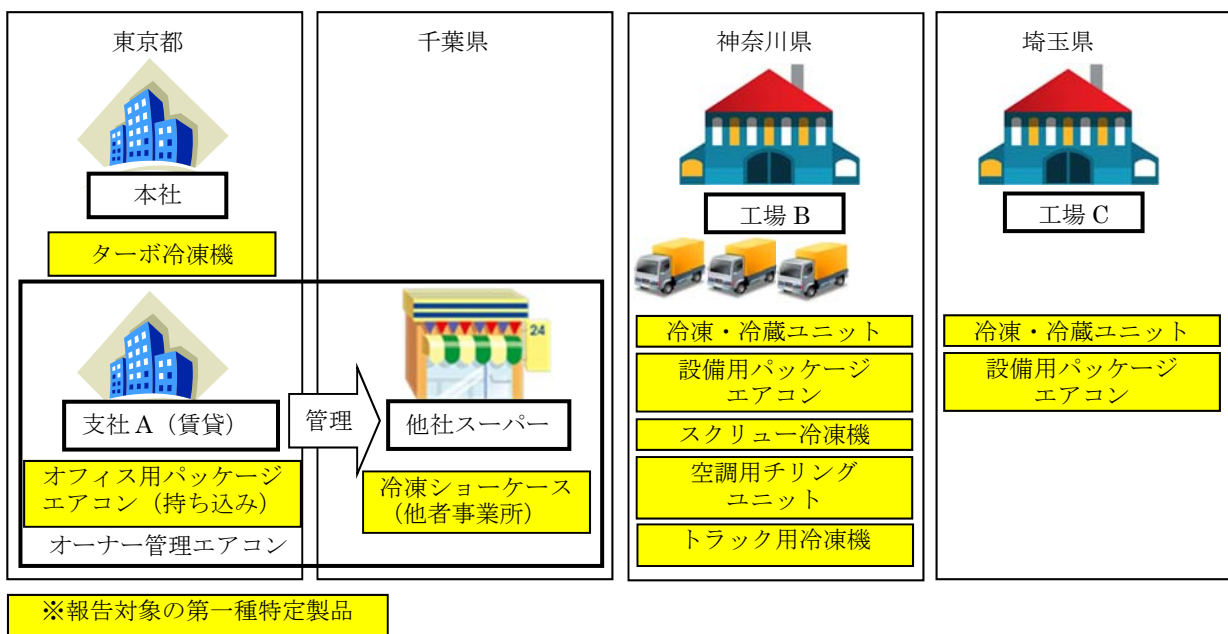 東京都
本社
ターボ冷凍機
支社 A（賃貸）
オフィス用パッケージ
エアコン（持ち込み）
オーナー管理エアコン
管理
千葉県
24
他社スーパー
冷凍ショーケース
（他者事業所）
神奈川県
工場 B
冷凍・冷蔵ユニット
設備用パッケージ
エアコン
スクリュー冷凍機
空調用チリング
ユニット
トラック用冷凍機
埼玉県
工場 C
冷凍・冷蔵ユニット
設備用パッケージ
エアコン
※報告対象の第一種特定製品